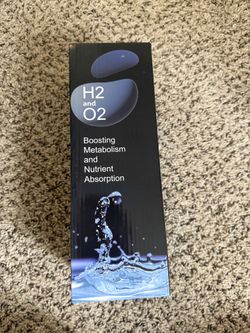 H2
and
O2
Boosting
Metabolism
and
Nutrient
Absorption